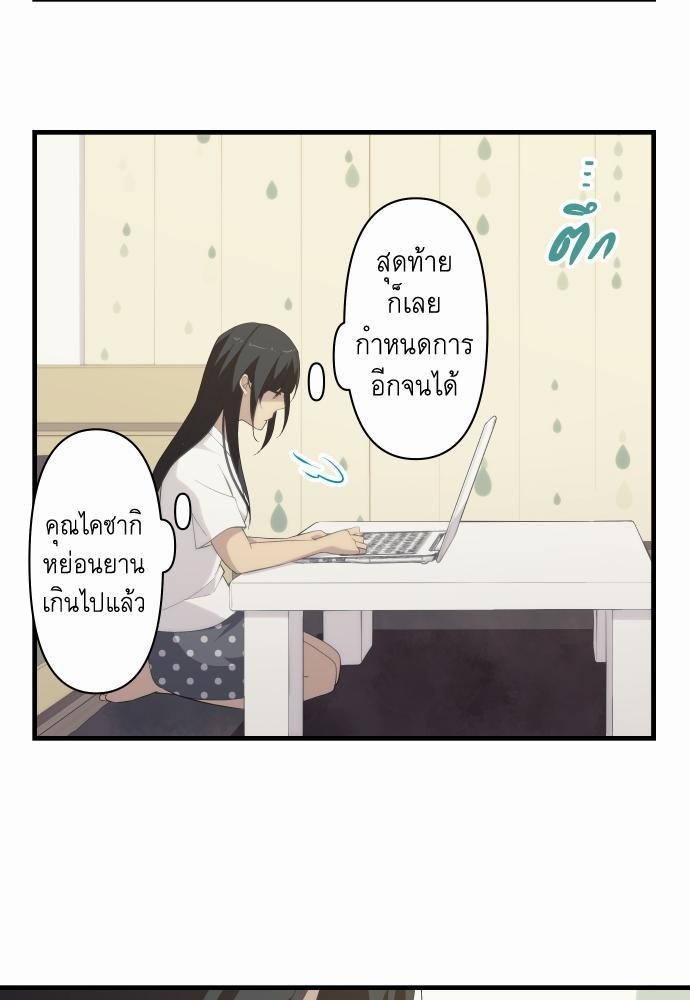 ตึก
สุดท้าย
ก็เลย
กำหนดการ
อีกจนได้
คุณไคซากิ
หย่อนยาน
เกินไปแล้ว